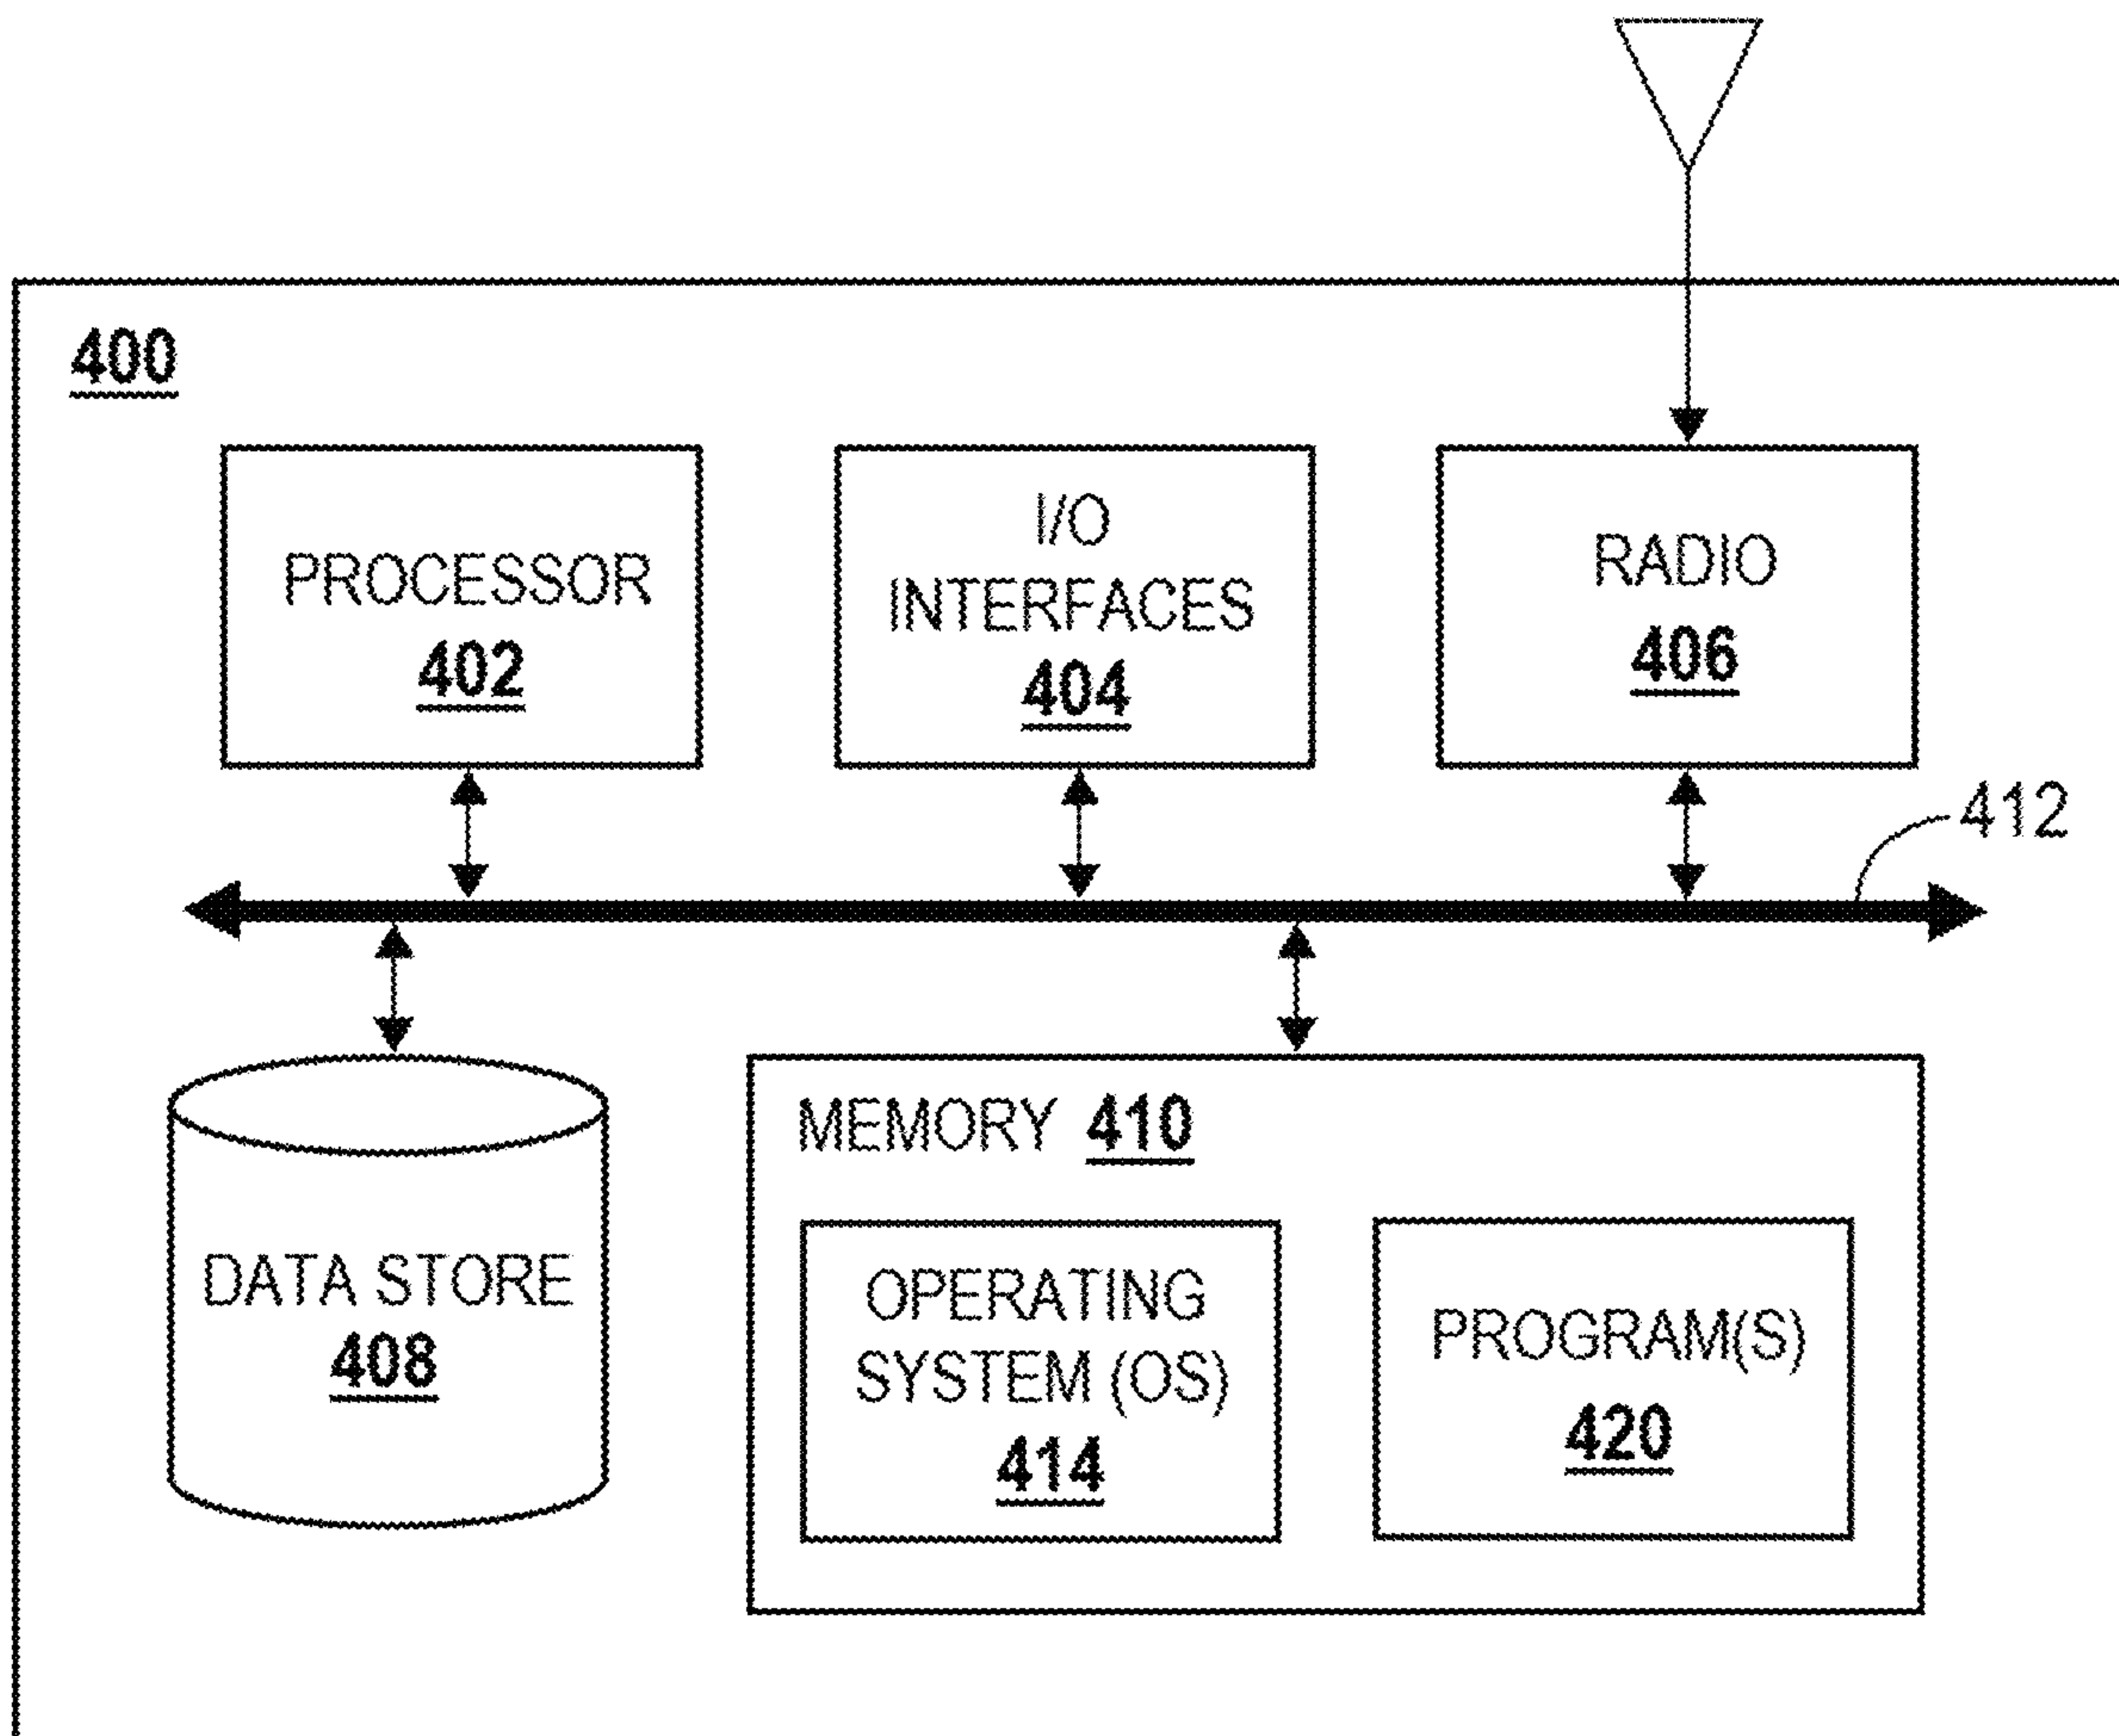 400
PROCESSOR
402
I/O
INTERFACES
404
RADIO
406
412
DATA STORE
408
MEMORY 410
OPERATING
SYSTEM (OS)
414
PROGRAM(S)
420